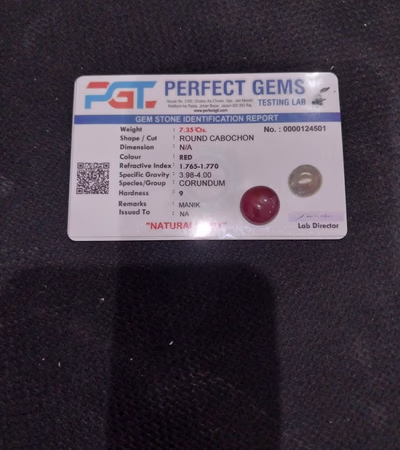 PGT. PERFECT GEMS
TESTING LAB
GEM STONE IDENTIFICATION REPORT
Weight : 7.35 Cts. No. : 0000124501
Shape / Cut : ROUND CABOCHON
Dimension : N/A
Colour : RED
Refractive Index : 1.765-1.770
Specific Gravity : 3.98-4.00
Species/Group : CORUNDUM
Hardness : 9
Remarks : MANIK
Issued To : NA
"NATURAL
Lab Director